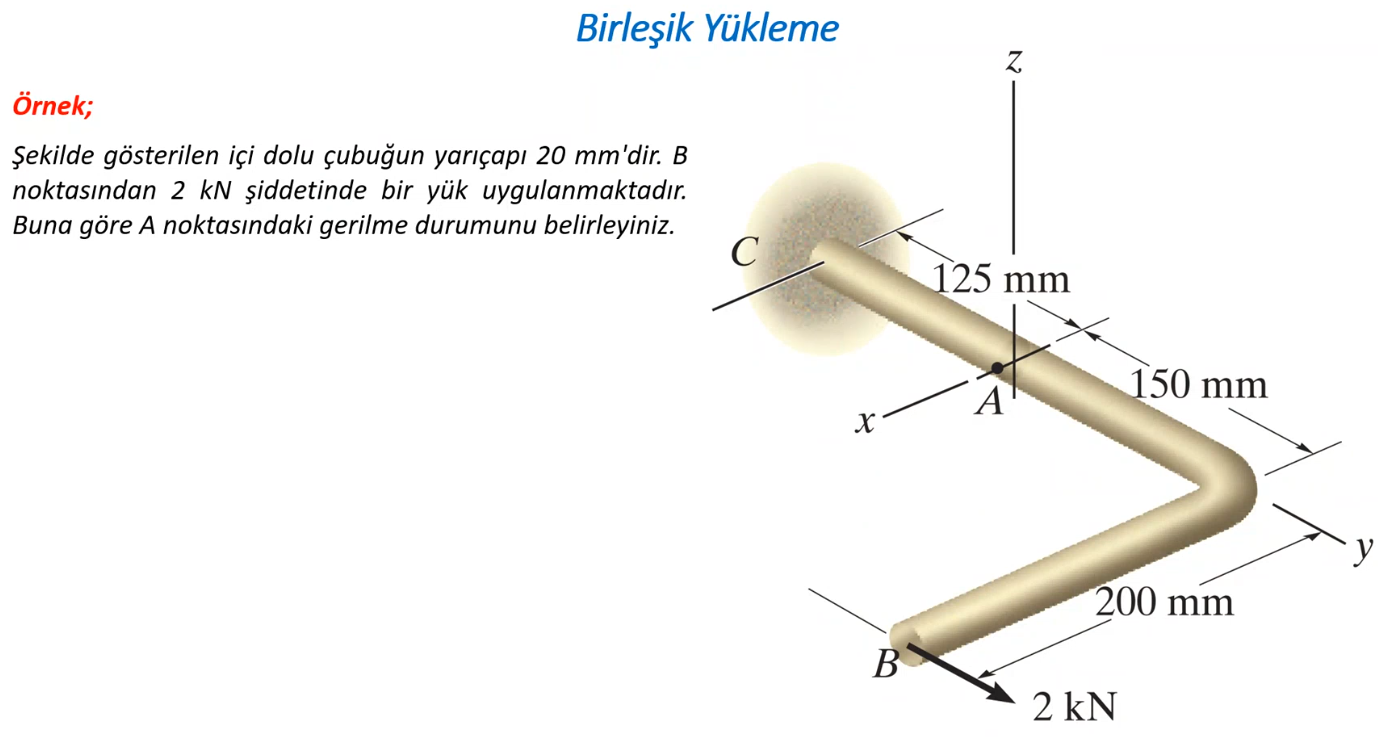 Birleşik Yükleme
Örnek;
Şekilde gösterilen içi dolu çubuğun yarıçapı 20 mm'dir. B
noktasından 2 kN şiddetinde bir yük uygulanmaktadır.
Buna göre A noktasındaki gerilme durumunu belirleyiniz.
z
C
125 mm
150 mm
A
x
y
200 mm
B
2 kN